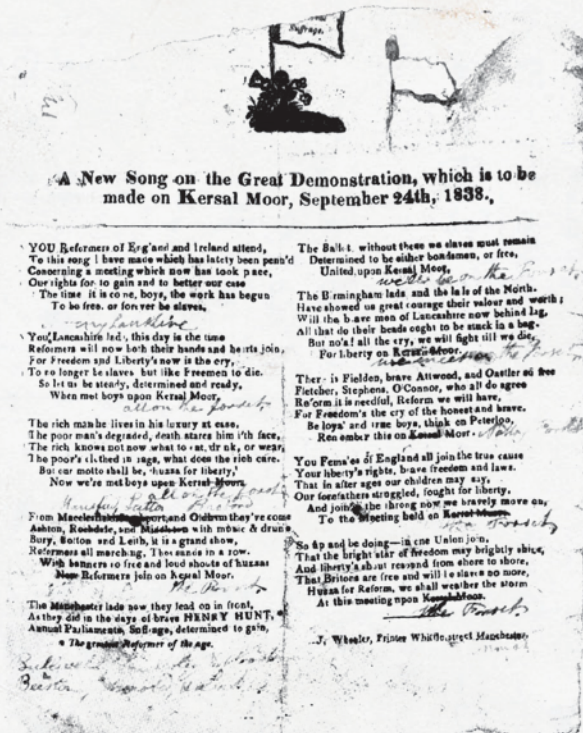 Suffrage.
A New Song on the Great Demonstration, which is to be
made on Kersal Moor, September 24th, 1838.
YOU Reformers of England and Ireland attend,
To this song I have made which has lately been penn'd
Concerning a meeting which now has took pace,
Our rights for to gain and to better our case
The time it is come, boys, the work has begun
To be free, or forever be slaves,
You Lancashire lads, this day is the time
Reformers will now both their hands and hearts join,
For Freedom and Liberty's now is the cry,
To no longer be slaves but like Freemen to die.
So let us be steady, determined and ready,
When met boys upon Kersal Moor,
all on the forest
The rich man he lives in his luxury at ease,
The poor man's degraded, death stares him i'th face,
The rich knows not now what to eat, drink, or wear,
The poor's clothed in rags, what does the rich care.
But our motto shall be, 'huzza for liberty,'
Now we're met boys upon Kersal Moor.
all on the forest
From and Oldham they're come
Ashton, Rochdale, and Middleton with music & drum
Bury, Bolton and Leith, it is a grand show,
Reformers all marching, Thousands in a row.
With banners so free and loud shouts of huzzas
Now Reformers join on Kersal Moor.
the Forest
The Manchester lads now they lead on in front,
As they did in the days of brave HENRY HUNT,*
Annual Parliaments, Suffrage, determined to gain,
* The greatest Reformer of the age.
Beeston
The Ballot, without these we slaves must remain
Determined to be either bondsmen, or free,
United upon Kersal Moor,
on the Forest
The Birmingham lads and the lads of the North,
Have showed us great courage their valour and worth;
Will the brave men of Lancashire now behind lag,
All that do their heads ought to be stuck in a bag.
But no'al all the cry, we will fight till we die,
For liberty on Kersal Moor.
the forest
There is Fielden, brave Attwood, and Oastler so free
Fletcher, Stephens, O'Connor, who all do agree
Reform it is needful, Reform we will have,
For Freedom's the cry of the honest and brave.
Be loyal and true boys, think on Peterloo,
Remember this on Kersal Moor.
You Females of England all join the true cause
Your liberty's rights, brave freedom and laws.
That in after ages our children may say,
Our forefathers struggled, fought for liberty.
And join the throng now we bravely move on,
To the Meeting held on Kersal Moor.
the Forest
So up and be doing—in one Union join,
That the bright star of freedom may brightly shine,
And liberty's shout respond from shore to shore,
That Britons are free and will be slaves no more,
Huzza for Reform, we shall weather the storm
At this meeting upon Kersal Moor.
the Forest
J. Wheeler, Printer Whittle street Manchester.